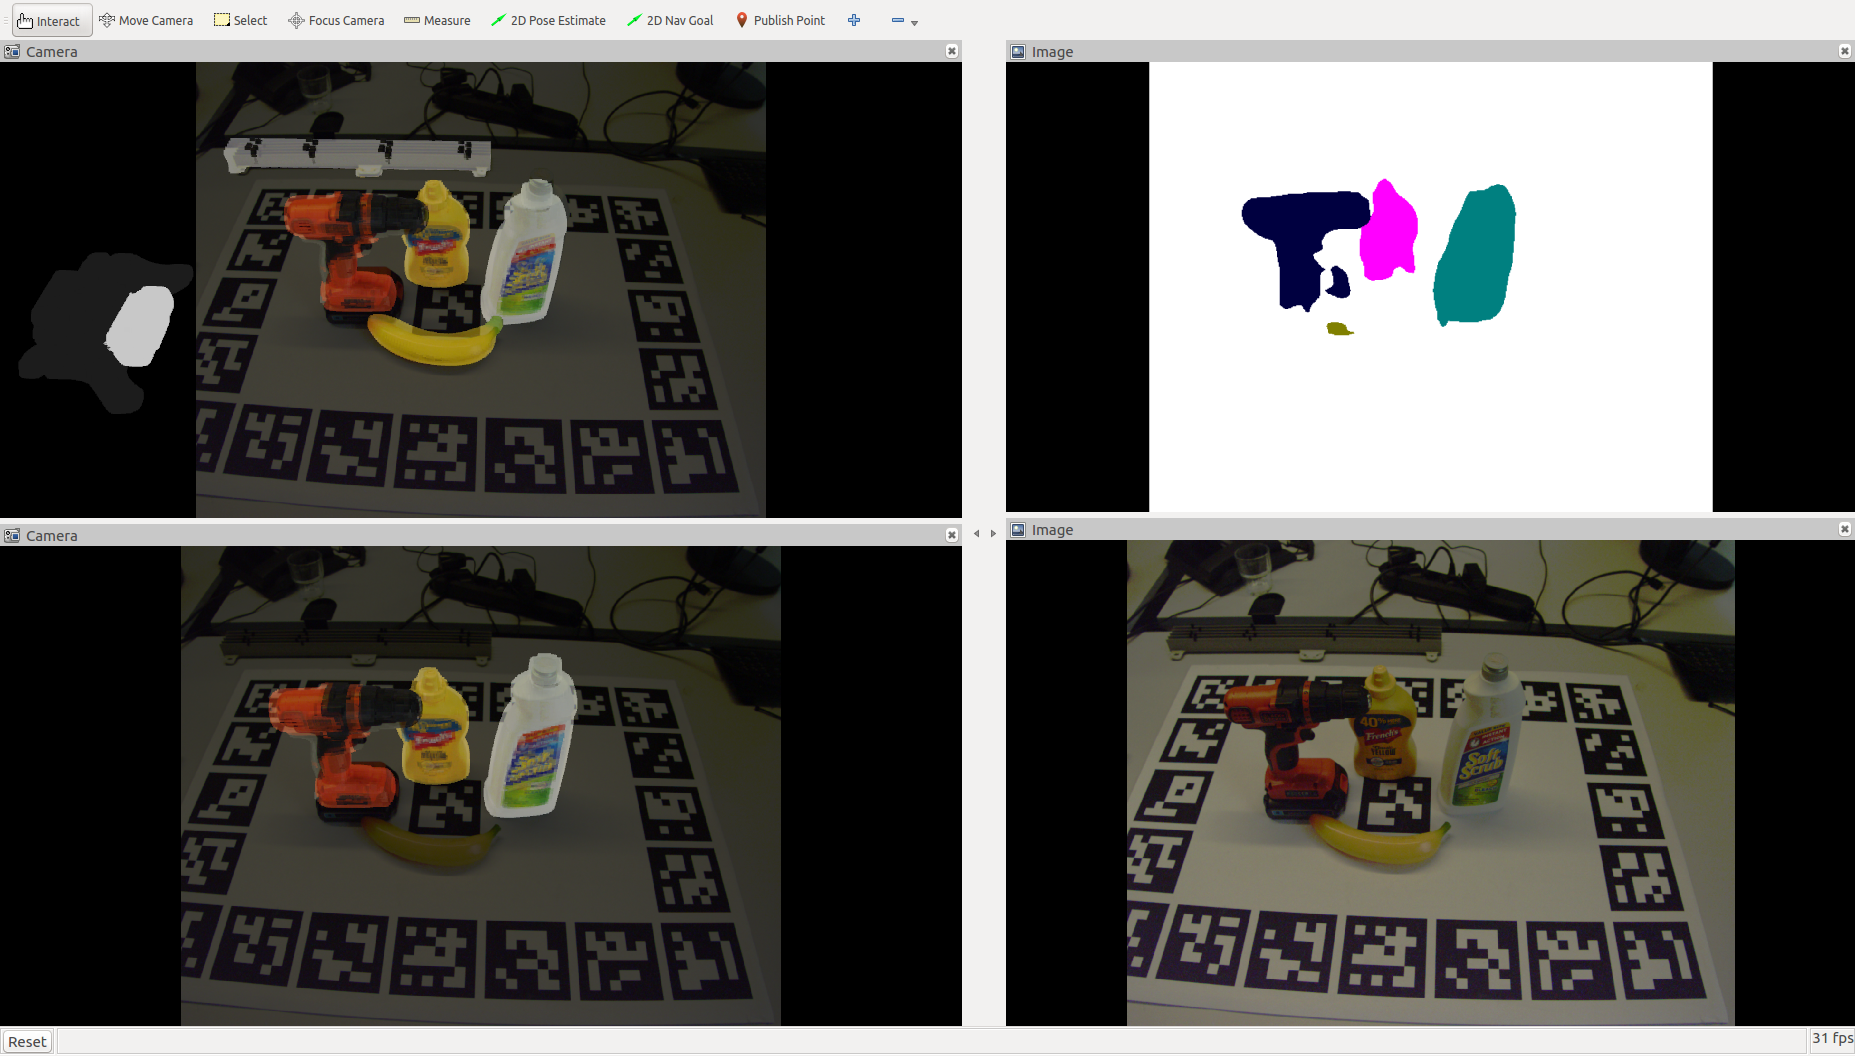 Interact Move Camera Select Focus Camera Measure 2D Pose Estimate 2D Nav Goal Publish Point
Camera
Image
Camera
Image
40%
French's
YELLOW
Soft
Scrub
Reset
31 fps